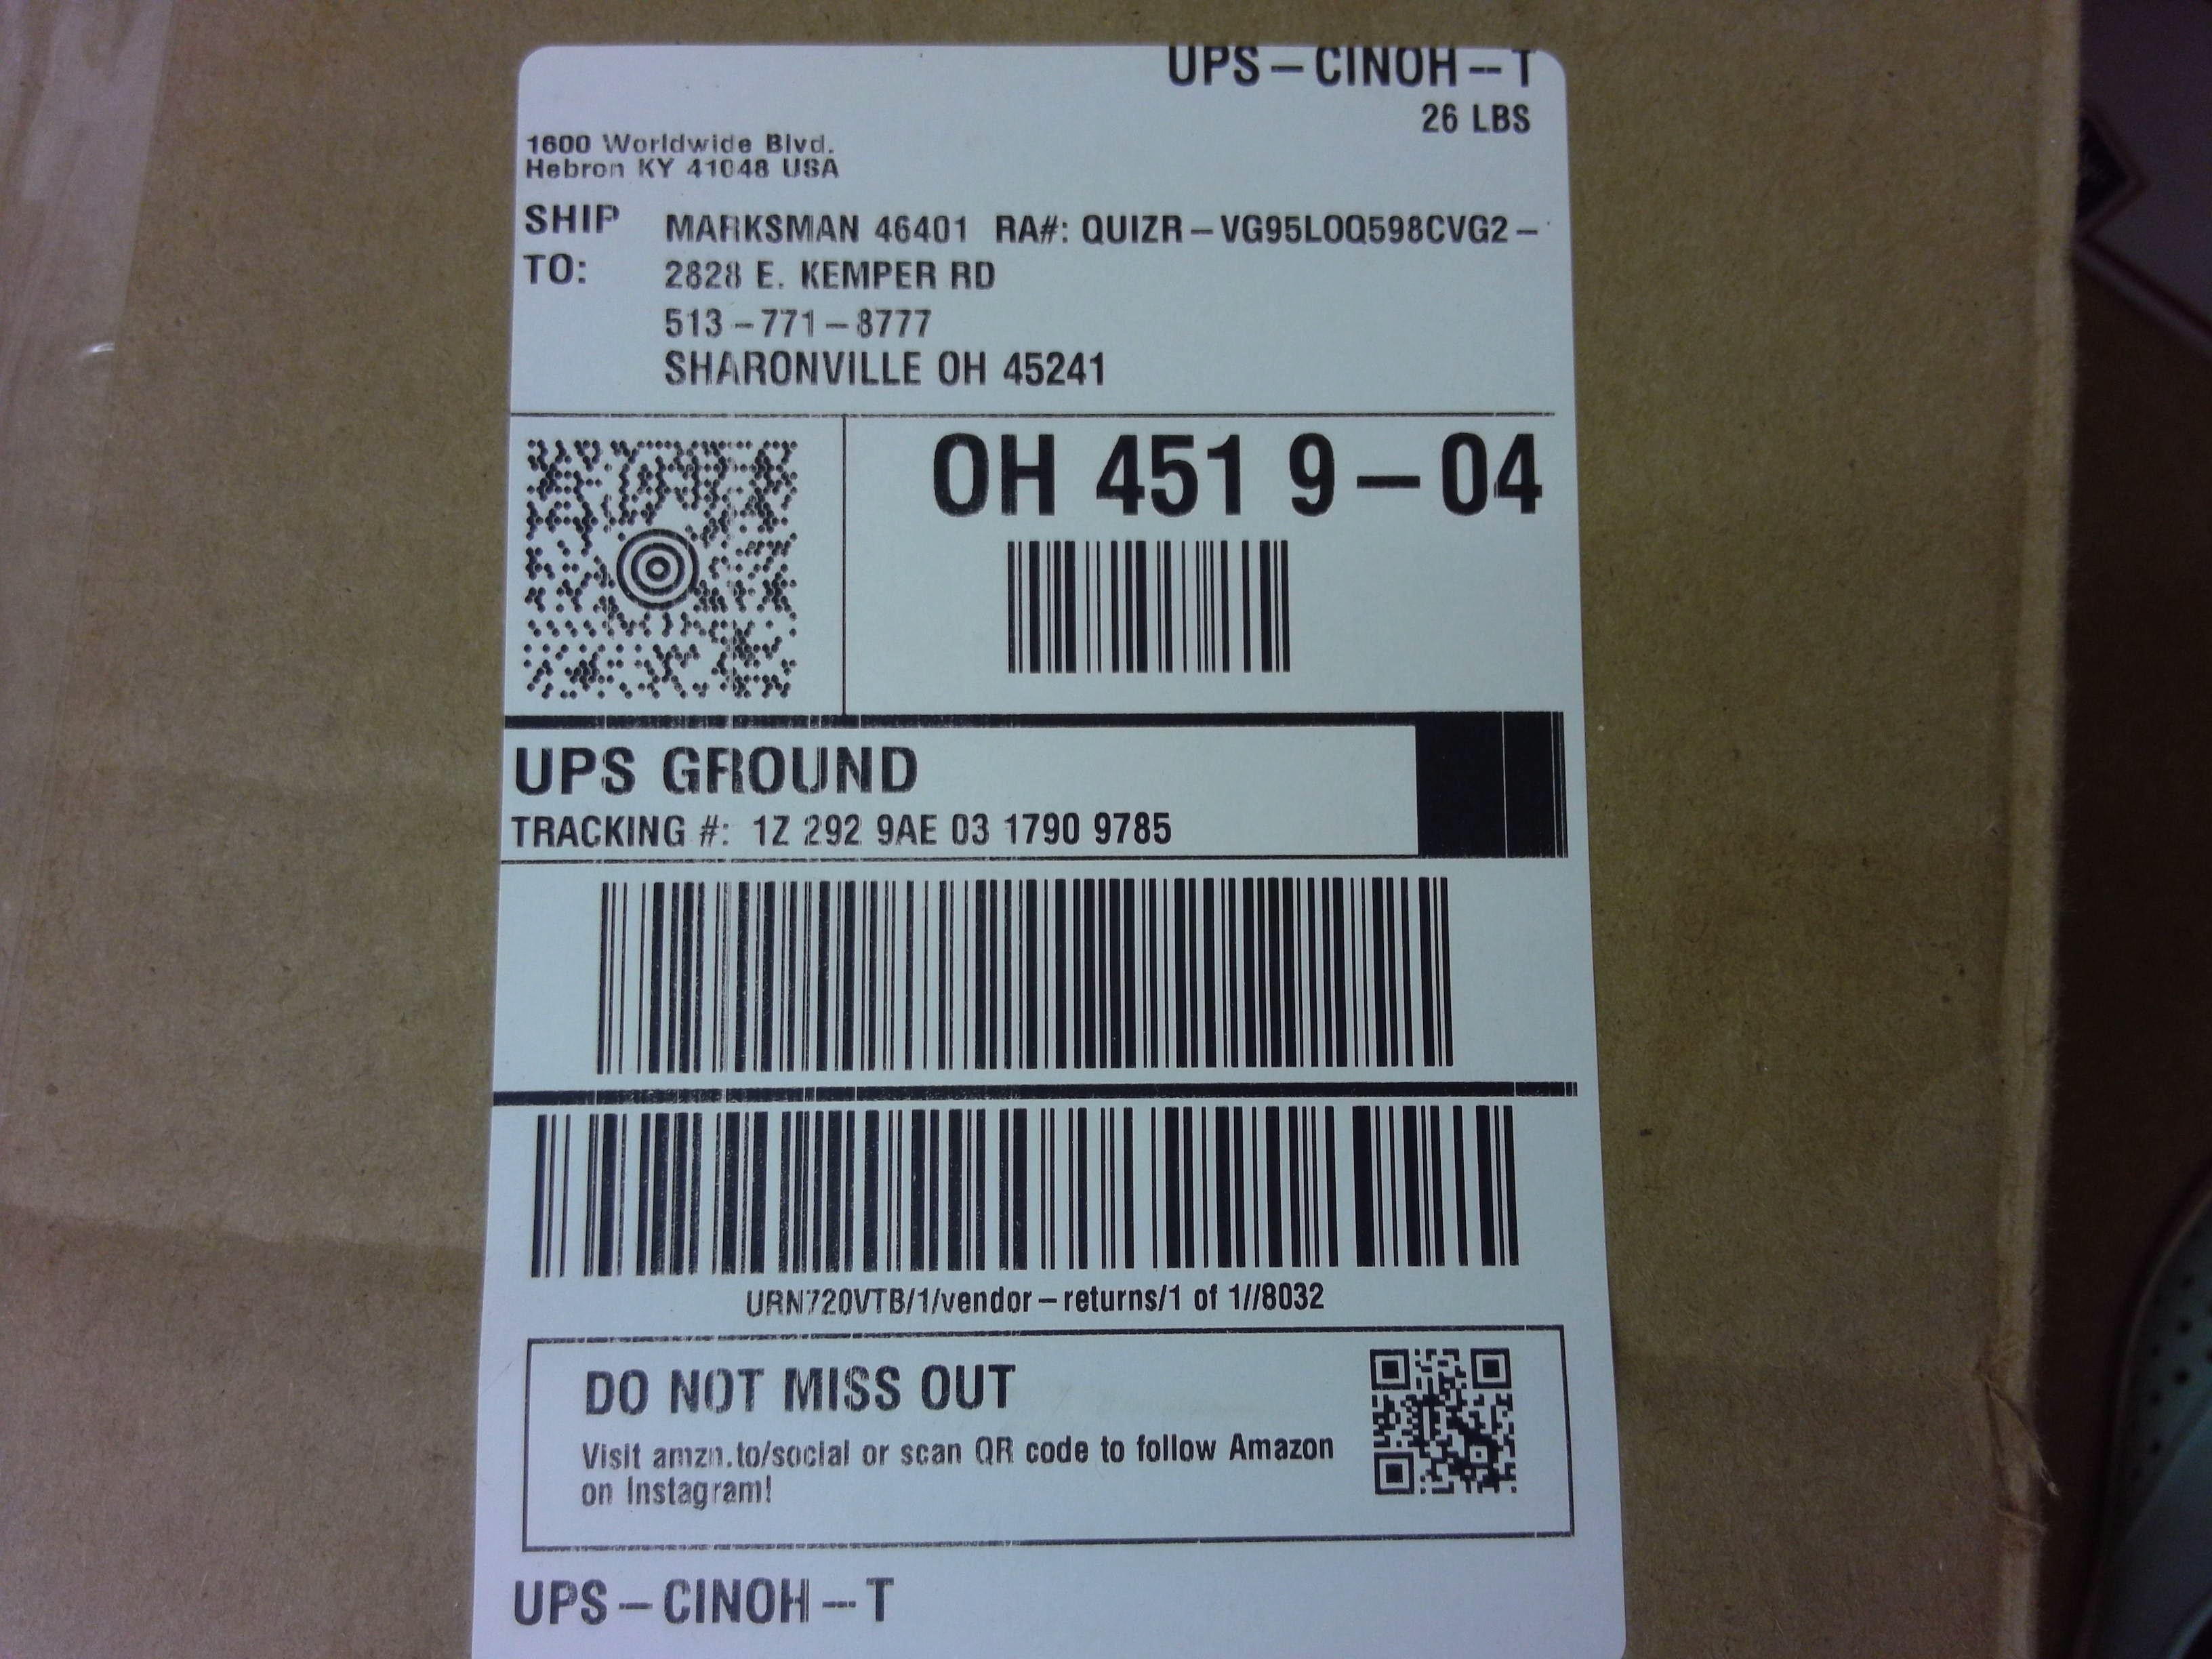 UPS – CINOH – T
26 LBS
1600 Worldwide Blvd.
Hebron KY 41048 USA
SHIP TO:
MARKSMAN 46401 RA#: QUIZR – VG95LOQ598CVG2 –
2828 E. KEMPER RD
513 – 771 – 8777
SHARONVILLE OH 45241
OH 451 9 – 04
UPS GROUND
TRACKING #: 1Z 292 9AE 03 1790 9785
URN720VTB/1/vendor – returns/1 of 1//8032
DO NOT MISS OUT
Visit amzn.to/social or scan QR code to follow Amazon
on Instagram!
UPS – CINOH – T